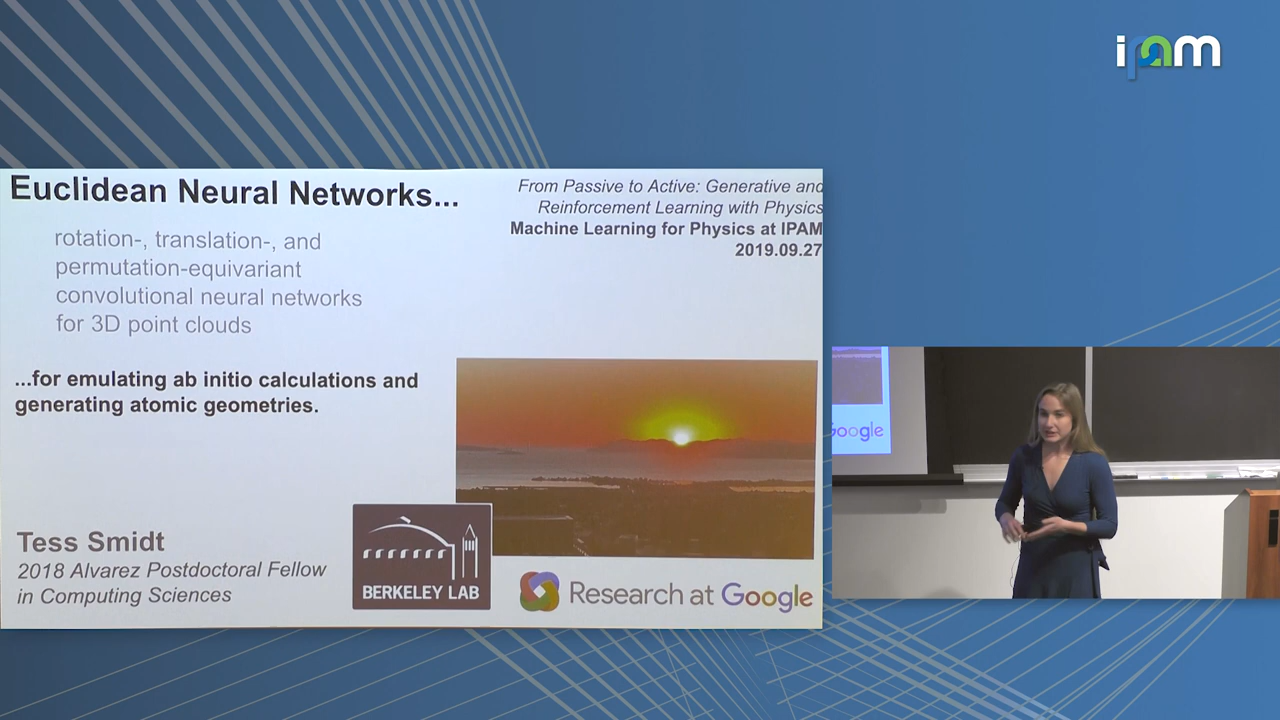 ipam
Euclidean Neural Networks...
rotation-, translation-, and
permutation-equivariant
convolutional neural networks
for 3D point clouds
...for emulating ab initio calculations and
generating atomic geometries.
Tess Smidt
2018 Alvarez Postdoctoral Fellow
in Computing Sciences
From Passive to Active: Generative and
Reinforcement Learning with Physics
Machine Learning for Physics at IPAM
2019.09.27
BERKELEY LAB
Research at Google
Google